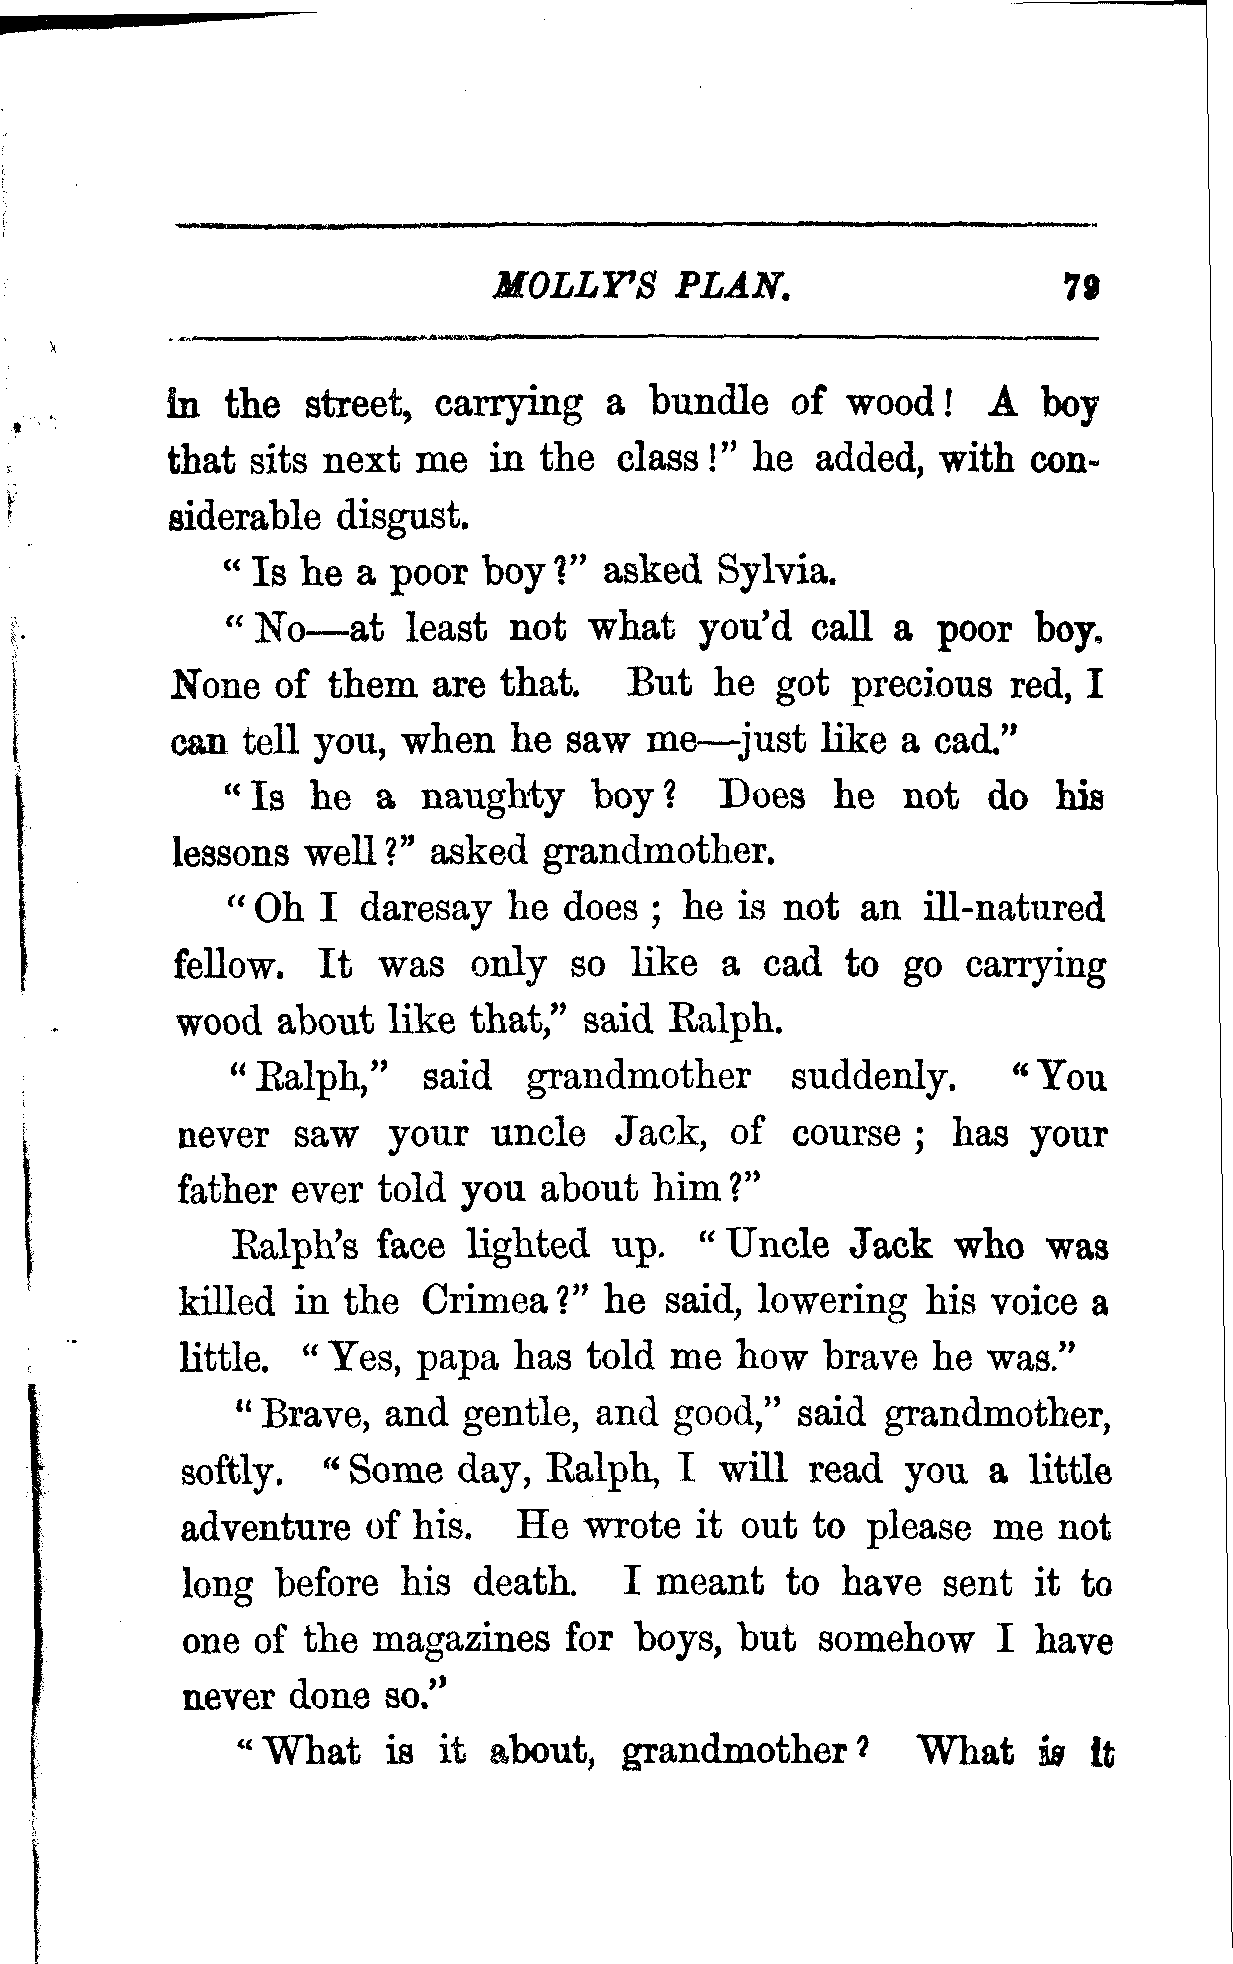 MOLLY'S PLAN. 79
in the street, carrying a bundle of wood! A boy
that sits next me in the class!" he added, with con-
siderable disgust.
"Is he a poor boy?" asked Sylvia.
"No—at least not what you'd call a poor boy.
None of them are that. But he got precious red, I
can tell you, when he saw me—just like a cad."
"Is he a naughty boy? Does he not do his
lessons well?" asked grandmother.
"Oh I daresay he does; he is not an ill-natured
fellow. It was only so like a cad to go carrying
wood about like that," said Ralph.
"Ralph," said grandmother suddenly. "You
never saw your uncle Jack, of course; has your
father ever told you about him?"
Ralph's face lighted up. "Uncle Jack who was
killed in the Crimea?" he said, lowering his voice a
little. "Yes, papa has told me how brave he was."
"Brave, and gentle, and good," said grandmother,
softly. "Some day, Ralph, I will read you a little
adventure of his. He wrote it out to please me not
long before his death. I meant to have sent it to
one of the magazines for boys, but somehow I have
never done so."
"What is it about, grandmother? What is it